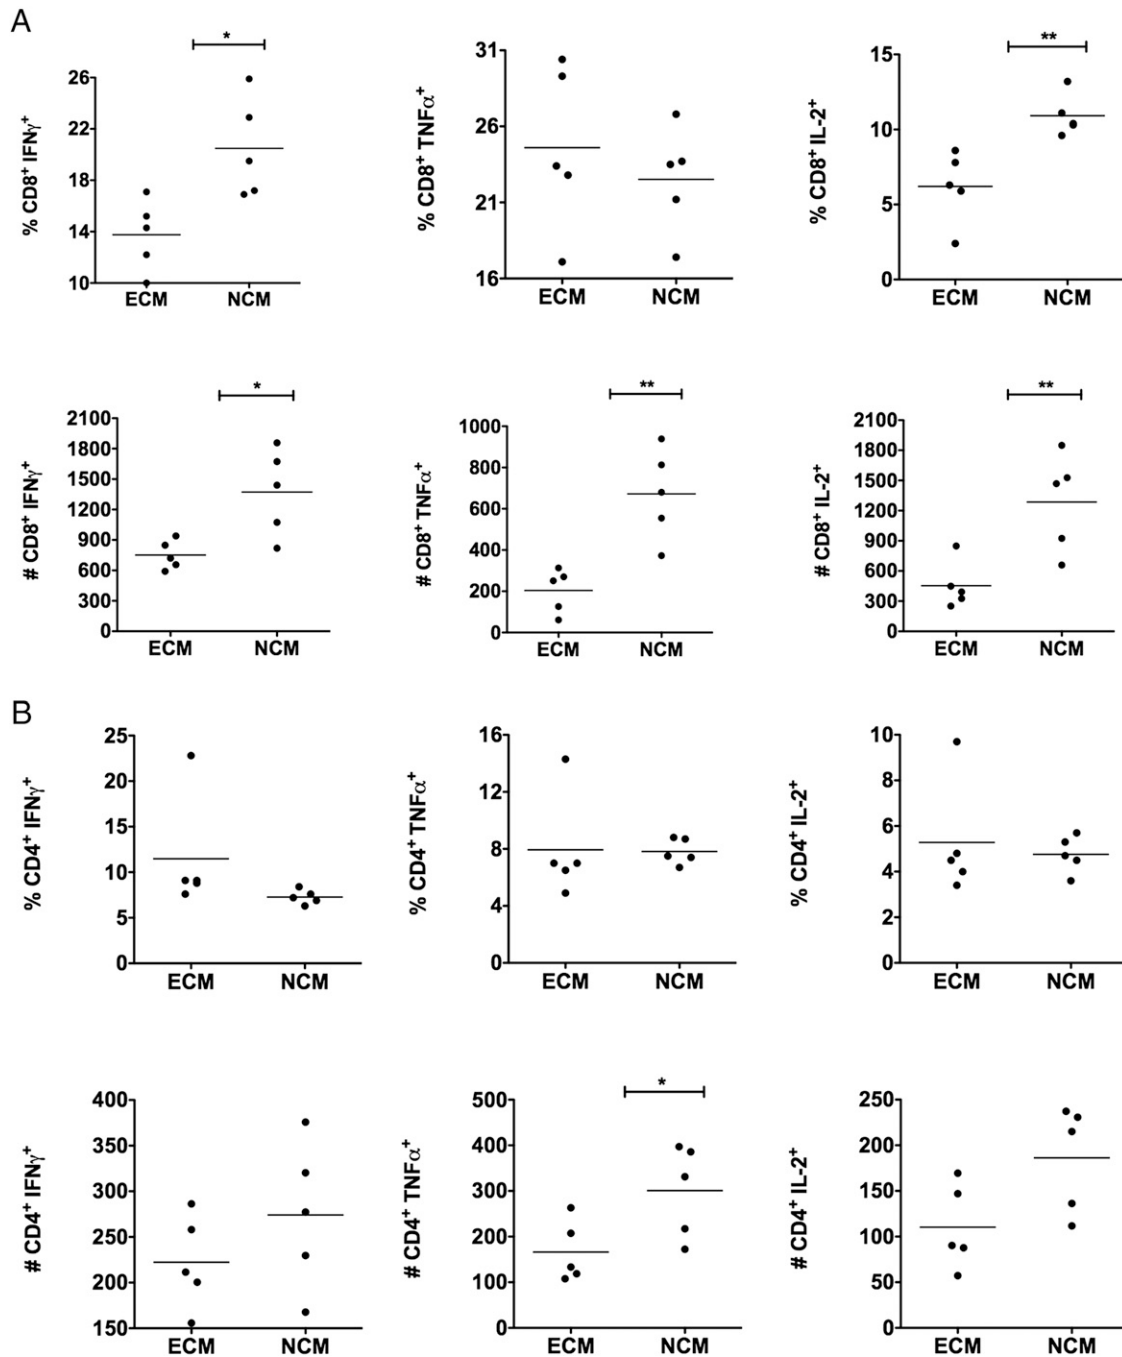 A
* 
% CD8⁺ IFNγ⁺
26
22
18
14
10
ECM NCM
% CD8⁺ TNFα⁺
31
26
21
16
ECM NCM
**
% CD8⁺ IL-2⁺
15
10
5
0
ECM NCM
*
# CD8⁺ IFNγ⁺
2100
1800
1500
1200
900
600
300
0
ECM NCM
**
# CD8⁺ TNFα⁺
1000
800
600
400
200
0
ECM NCM
**
# CD8⁺ IL-2⁺
2100
1800
1500
1200
900
600
300
0
ECM NCM
B
% CD4⁺ IFNγ⁺
25
20
15
10
5
0
ECM NCM
% CD4⁺ TNFα⁺
16
12
8
4
0
ECM NCM
% CD4⁺ IL-2⁺
10
8
6
4
2
0
ECM NCM
# CD4⁺ IFNγ⁺
400
350
300
250
200
150
ECM NCM
*
# CD4⁺ TNFα⁺
500
400
300
200
100
0
ECM NCM
# CD4⁺ IL-2⁺
250
200
150
100
50
0
ECM NCM